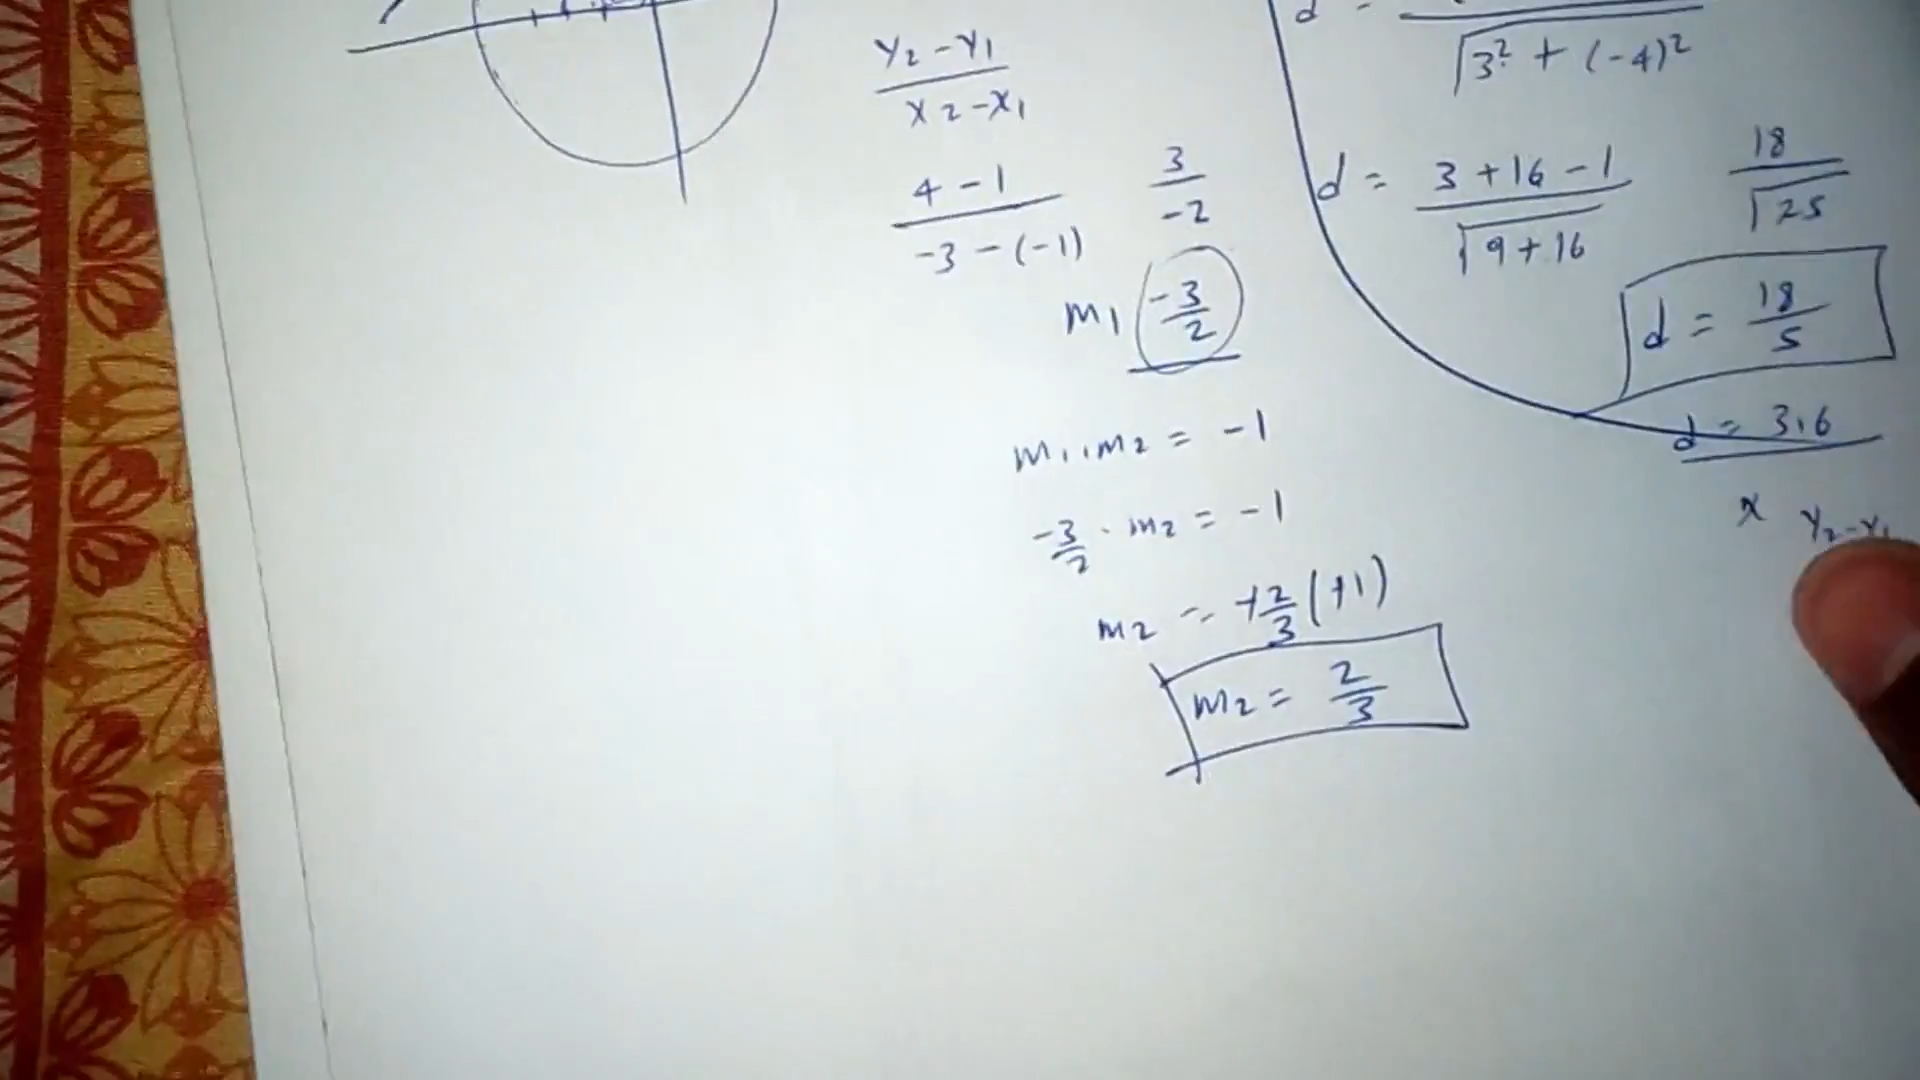 y2 - y1
x2 - x1
4 - 1
-3 - (-1)
3
-2
m1 -3/2
m1 . m2 = -1
-3/2 . m2 = -1
m2 = +2/3 (+1)
m2 = 2/3
d =
√3² + (-4)²
d = 3 + 16 - 1
√9 + 16
18
√25
d = 18/5
d = 3.6
x y2 - y1